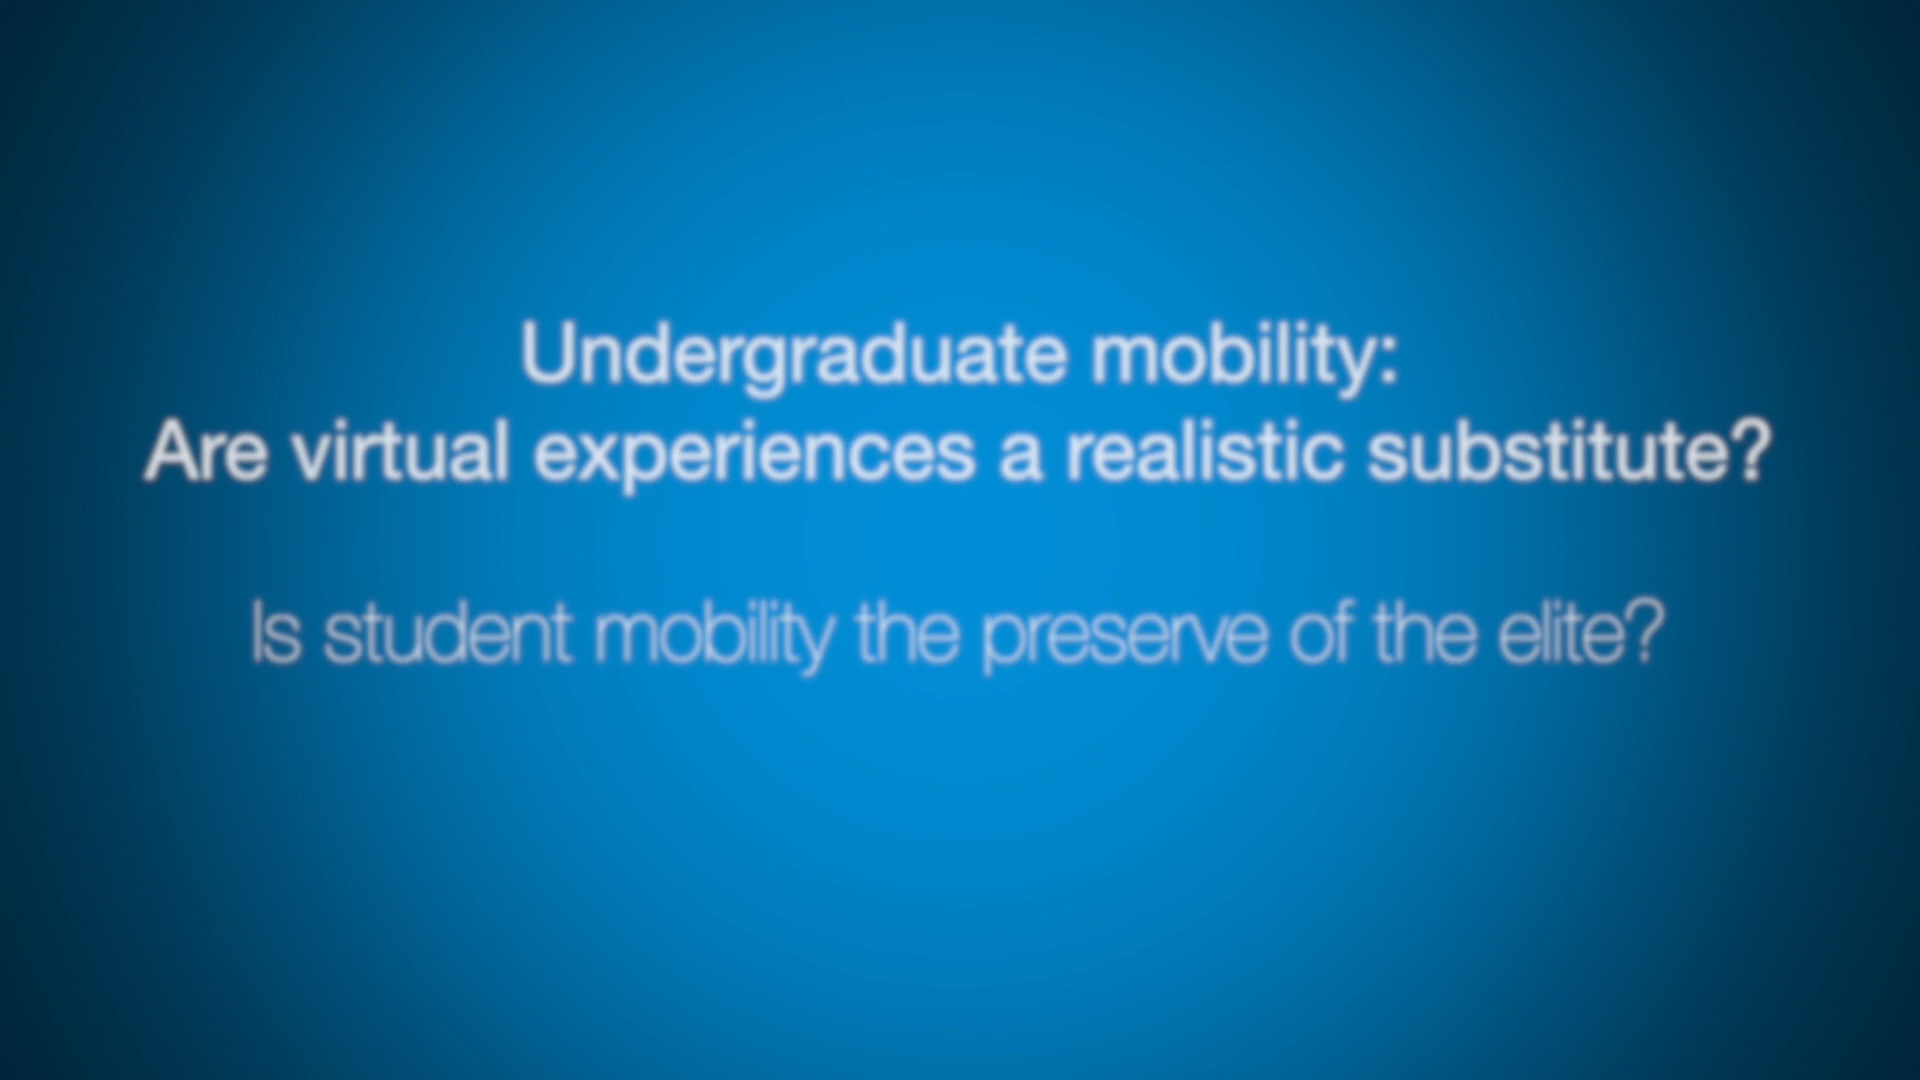 Undergraduate mobility:
Are virtual experiences a realistic substitute?
Is student mobility the preserve of the elite?